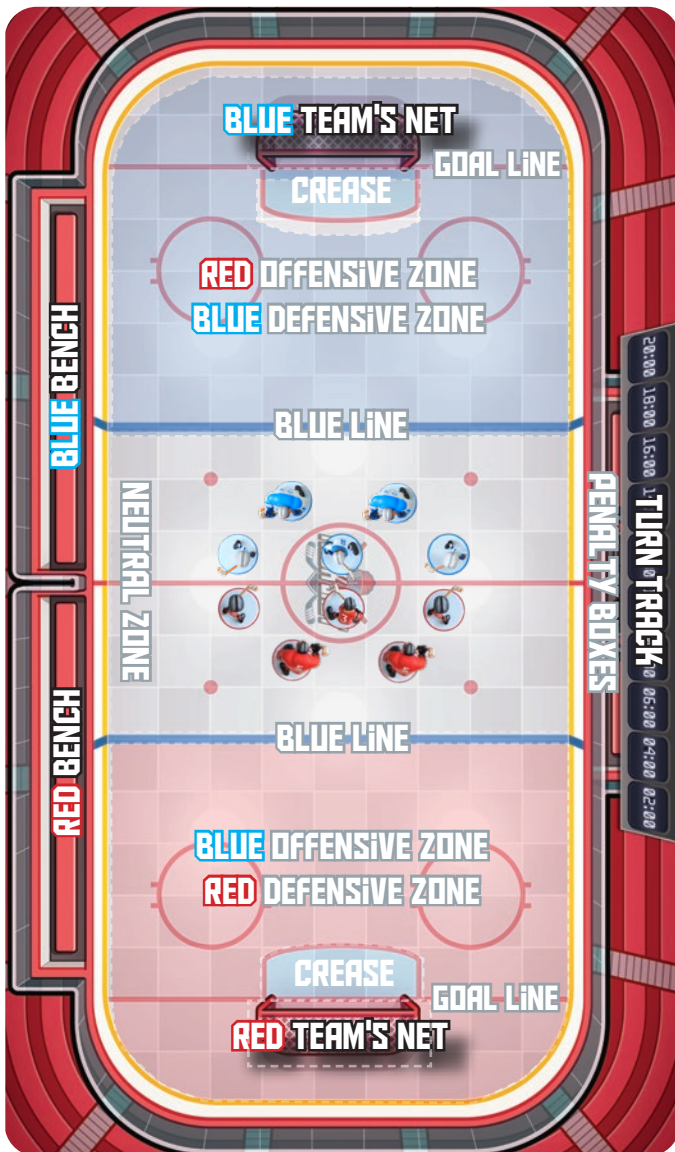 BLUE TEAM'S NET
GOAL LINE
CREASE
RED OFFENSIVE ZONE
BLUE DEFENSIVE ZONE
BLUE BENCH
BLUE LINE
NEUTRAL ZONE
PENALTY BOXES
TURN TRACK
20:00
18:00
16:00
06:00
04:00
02:00
RED BENCH
BLUE LINE
BLUE OFFENSIVE ZONE
RED DEFENSIVE ZONE
CREASE
GOAL LINE
RED TEAM'S NET